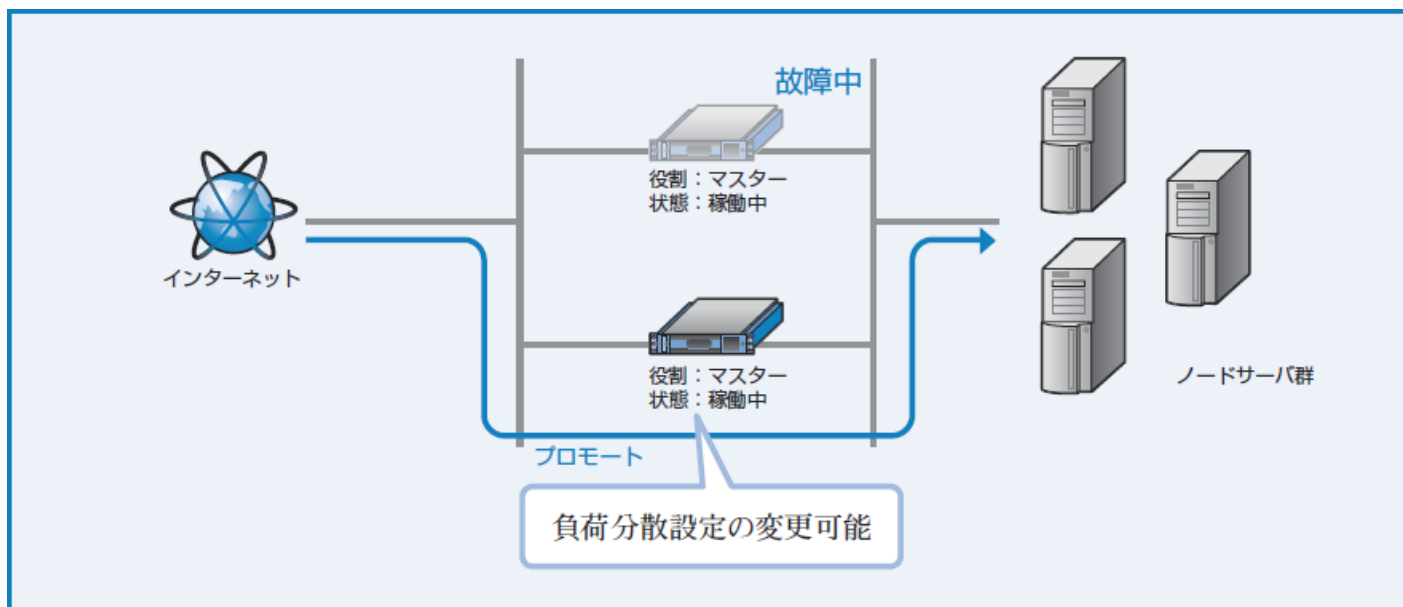 故障中
役割：マスター
状態：稼働中
インターネット
役割：マスター
状態：稼働中
ノードサーバ群
プロモート
負荷分散設定の変更可能